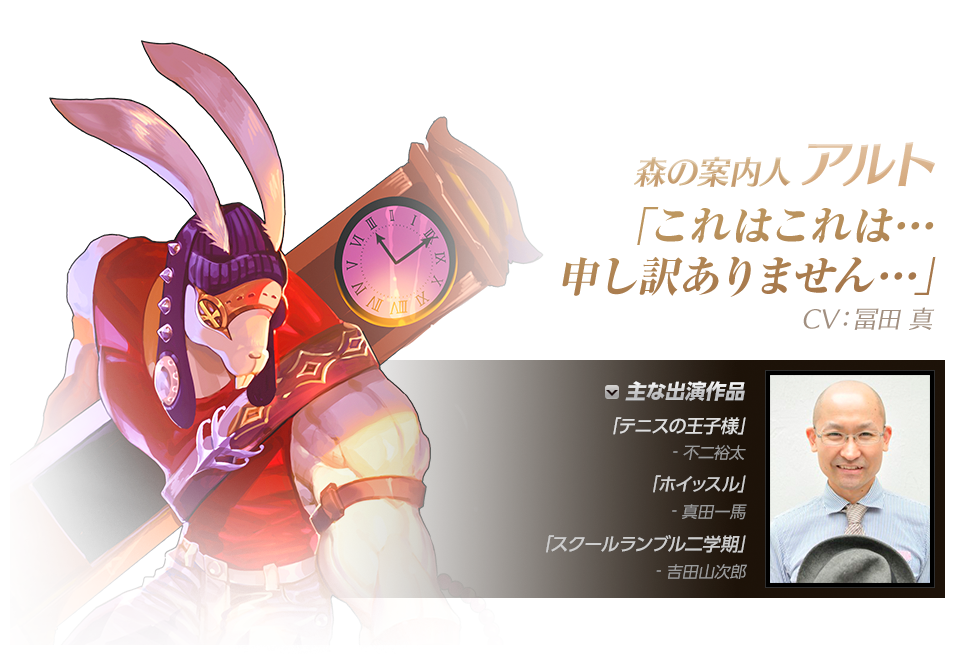 森の案内人 アルト
「これはこれは…
申し訳ありません…」
CV：冨田 真
主な出演作品
「テニスの王子様」
- 不二裕太
「ホイッスル」
- 真田一馬
「スクールランブル二学期」
- 吉田山次郎